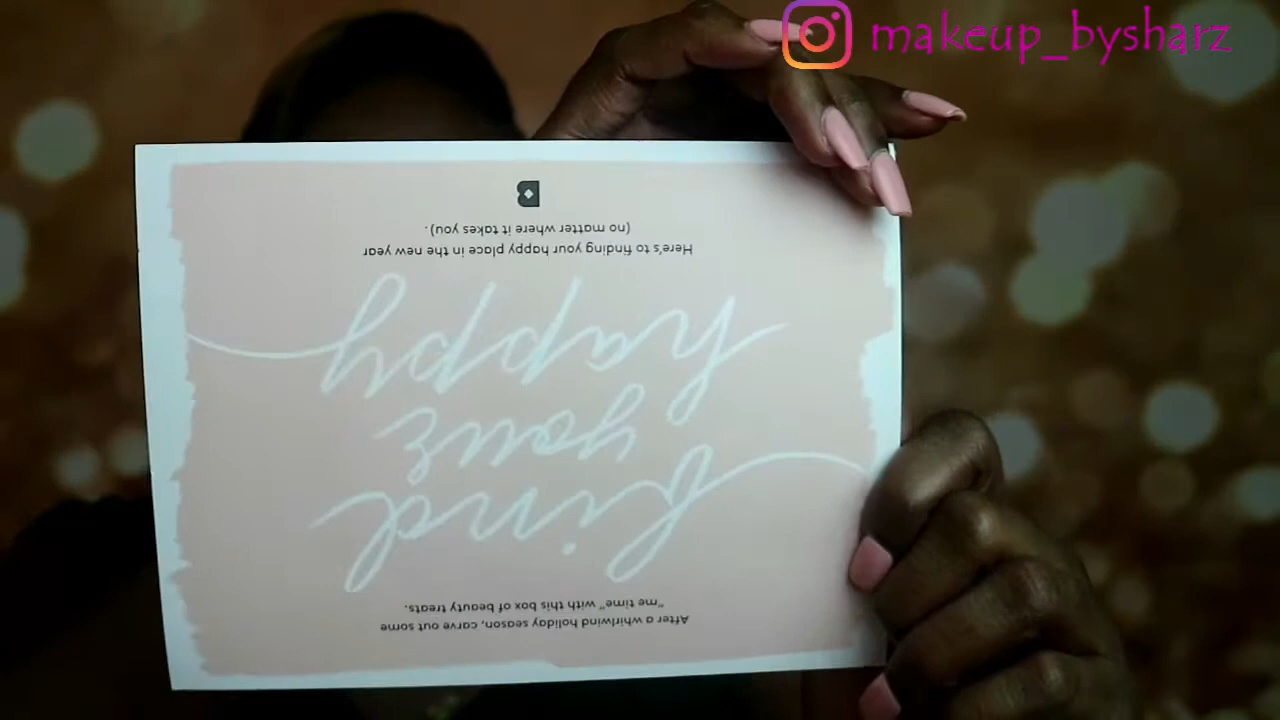 makeup_bysharz
After a whirlwind holiday season, carve out some
"me time" with this box of beauty treats.
find
your
happy
Here's to finding your happy place in the new year
(no matter where it takes you).
B